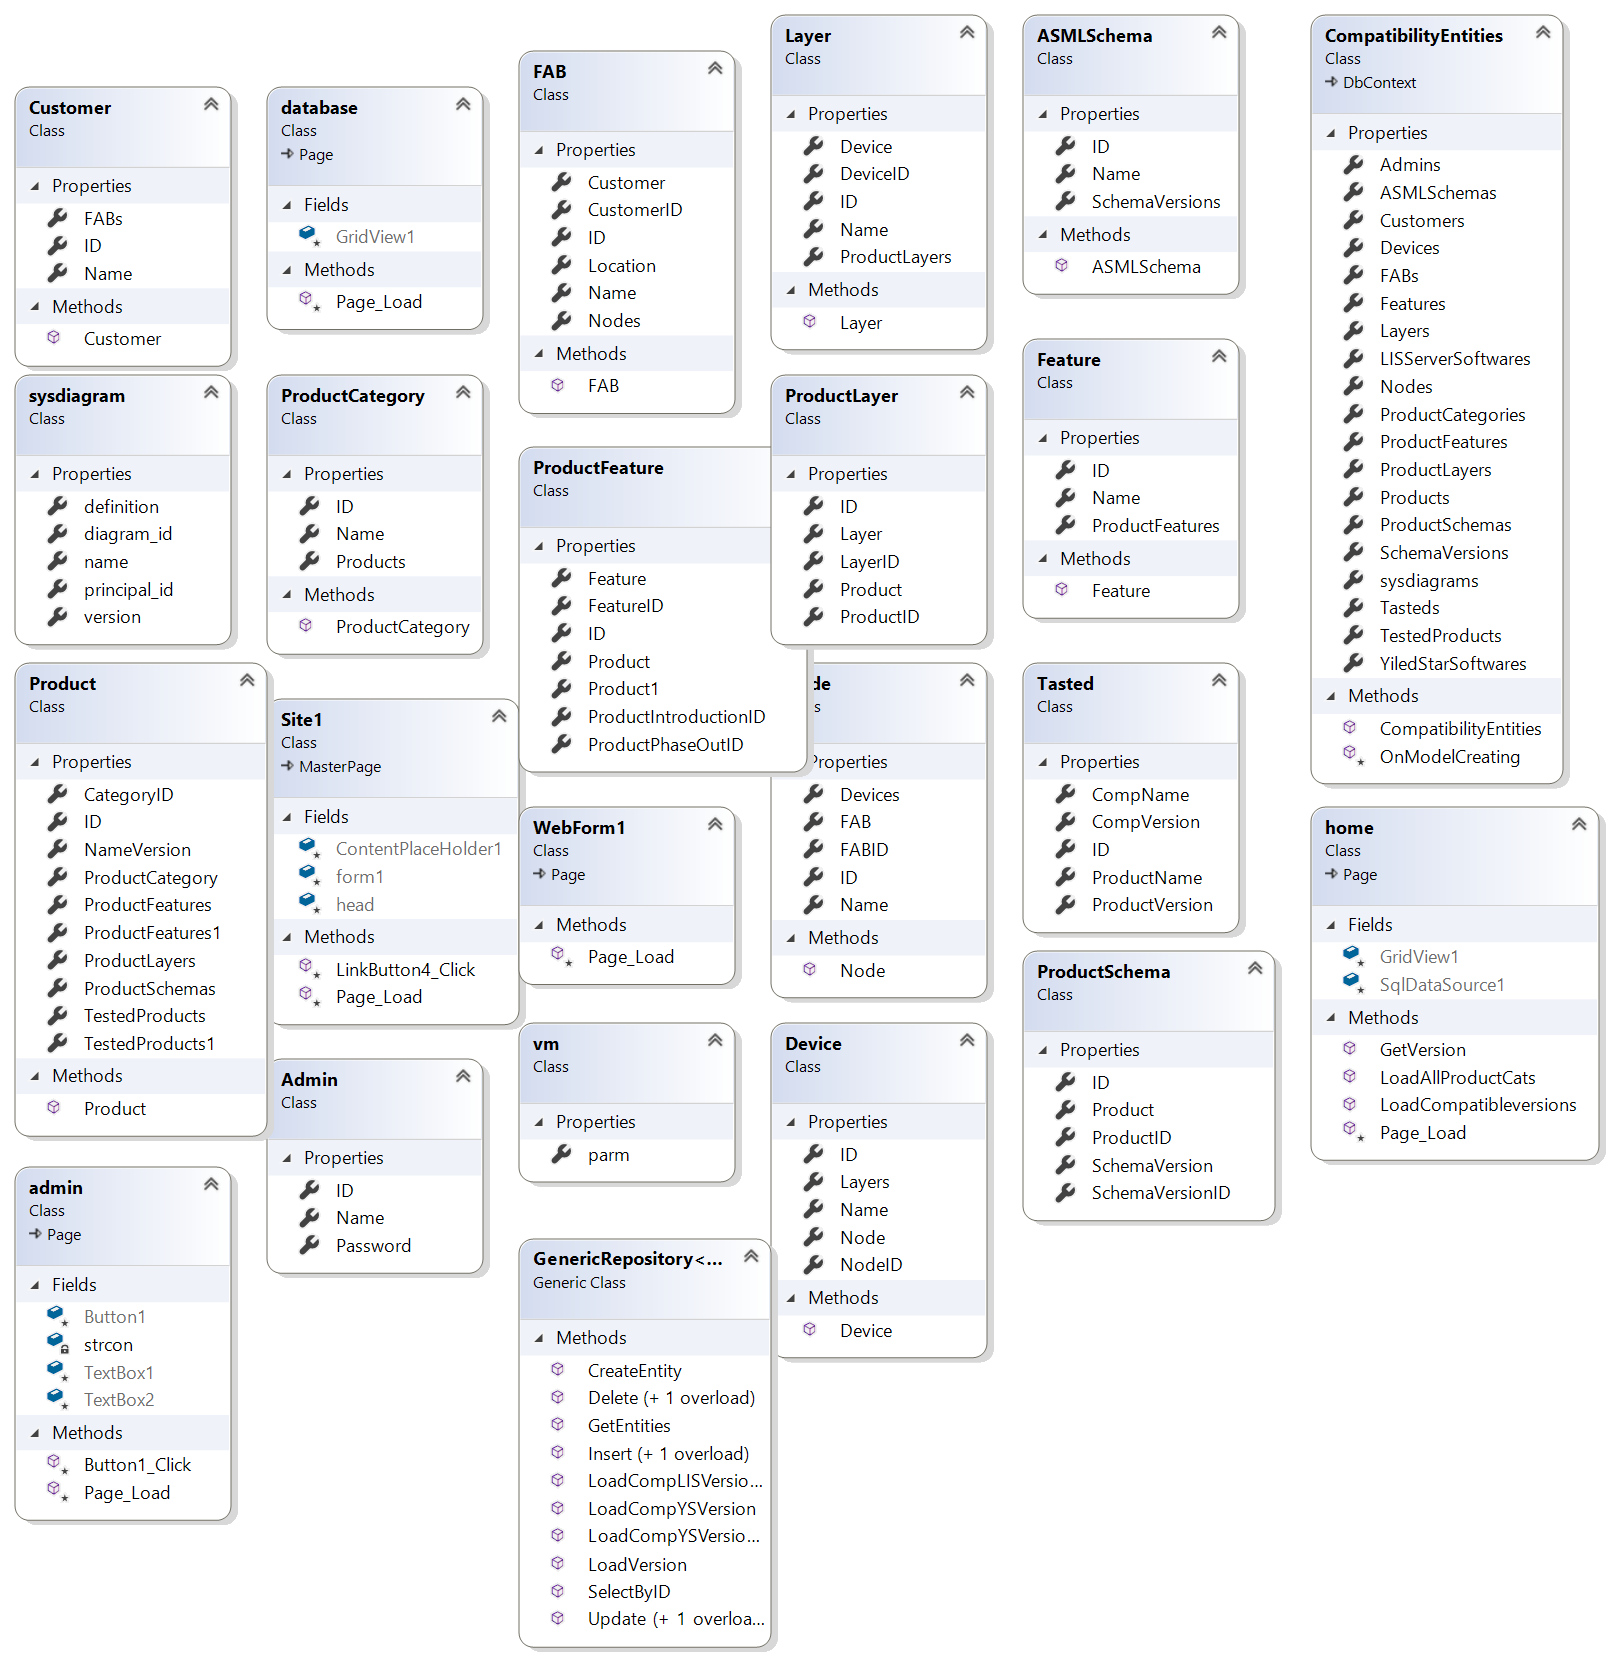 Customer
Class
Properties
FABs
ID
Name
Methods
Customer
sysdiagram
Class
Properties
definition
diagram_id
name
principal_id
version
Product
Class
Properties
CategoryID
ID
NameVersion
ProductCategory
ProductFeatures
ProductFeatures1
ProductLayers
ProductSchemas
TestedProducts
TestedProducts1
Methods
Product
admin
Class
Page
Fields
Button1
strcon
TextBox1
TextBox2
Methods
Button1_Click
Page_Load
database
Class
Page
Fields
GridView1
Methods
Page_Load
ProductCategory
Class
Properties
ID
Name
Products
Methods
ProductCategory
Site1
Class
MasterPage
Fields
ContentPlaceHolder1
form1
head
Methods
LinkButton4_Click
Page_Load
Admin
Class
Properties
ID
Name
Password
FAB
Class
Properties
Customer
CustomerID
ID
Location
Name
Nodes
Methods
FAB
ProductFeature
Class
Properties
Feature
FeatureID
ID
Product
Product1
ProductIntroductionID
ProductPhaseOutID
WebForm1
Class
Page
Methods
Page_Load
vm
Class
Properties
parm
GenericRepository<...
Generic Class
Methods
CreateEntity
Delete (+ 1 overload)
GetEntities
Insert (+ 1 overload)
LoadCompLISVersio...
LoadCompYSVersion
LoadCompYSVersio...
LoadVersion
SelectByID
Update (+ 1 overloa...
Layer
Class
Properties
Device
DeviceID
ID
Name
ProductLayers
Methods
Layer
ProductLayer
Class
Properties
ID
Layer
LayerID
Product
ProductID
de
Properties
Devices
FAB
FABID
ID
Name
Methods
Node
Device
Class
Properties
ID
Layers
Name
Node
NodeID
Methods
Device
ASMLSchema
Class
Properties
ID
Name
SchemaVersions
Methods
ASMLSchema
Feature
Class
Properties
ID
Name
ProductFeatures
Methods
Feature
Tasted
Class
Properties
CompName
CompVersion
ID
ProductName
ProductVersion
ProductSchema
Class
Properties
ID
Product
ProductID
SchemaVersion
SchemaVersionID
CompatibilityEntities
Class
DbContext
Properties
Admins
ASMLSchemas
Customers
Devices
FABs
Features
Layers
LISServerSoftwares
Nodes
ProductCategories
ProductFeatures
ProductLayers
Products
ProductSchemas
SchemaVersions
sysdiagrams
Tasteds
TestedProducts
YiledStarSoftwares
Methods
CompatibilityEntities
OnModelCreating
home
Class
Page
Fields
GridView1
SqlDataSource1
Methods
GetVersion
LoadAllProductCats
LoadCompatibleversions
Page_Load